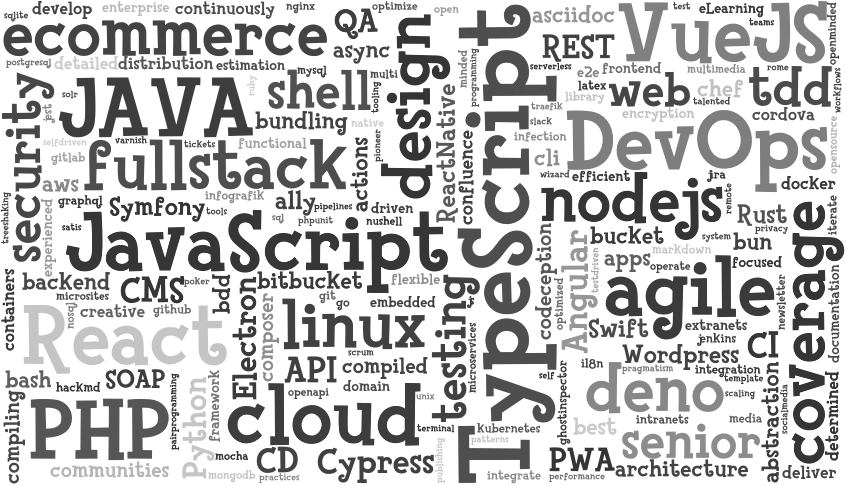 sqlite
develop
enterprise
continuously
nginx
QA
optimize
open
asciidoc
VueJS
test
eLearning
teams
openminded
ecommerce
async
design
minded
programming
TypeScript
REST
postgresql
detailed
distribution
estimation
mysql
multi
serverless
e2e
frontend
multimedia
rome
workflows
security
jest
solr
JAVA
ruby
shell
tooling
latex
library
web
chef
talented
tdd
bundling
native
ReactNative
confluence
traefik
slack
encryption
cordova
selfdriven
varnish
tickets
functional
pioneer
infection
DevOps
opensource
gitlab
fullstack
actions
cli
wizard
efficient
jra
docker
aws
infografik
treeshaking
experienced
graphql
Symfony
tools
ally
pipelines
driven
nodejs
remote
Rust
iterate
sql
phpunit
nushell
satis
JavaScript
codeception
Angular
testdriven
bucket
system
privacy
bun
coverage
markdown
apps
operate
focused
containers
backend
microsites
CMS
poker
bdd
bitbucket
flexible
testing
tr
optimized
agile
newsletter
documentation
nosql
creative
github
Electron
composer
git
go
embedded
microservices
React
linux
Swift
extranets
jenkins
scrum
Wordpress
CI
bash
hackmd
SOAP
API
compiled
self
ghostinspector
i18n
pragmatism
integration
template
compiling
PHP
pairprogramming
Python
framework
openapi
domain
cloud
unix
deno
scaling
abstraction
socialmedia
determined
terminal
kubernetes
patterns
best
intranets
media
senior
communities
mocha
mongodb
CD
practices
Cypress
publishing
integrate
PWA
performance
architecture
deliver